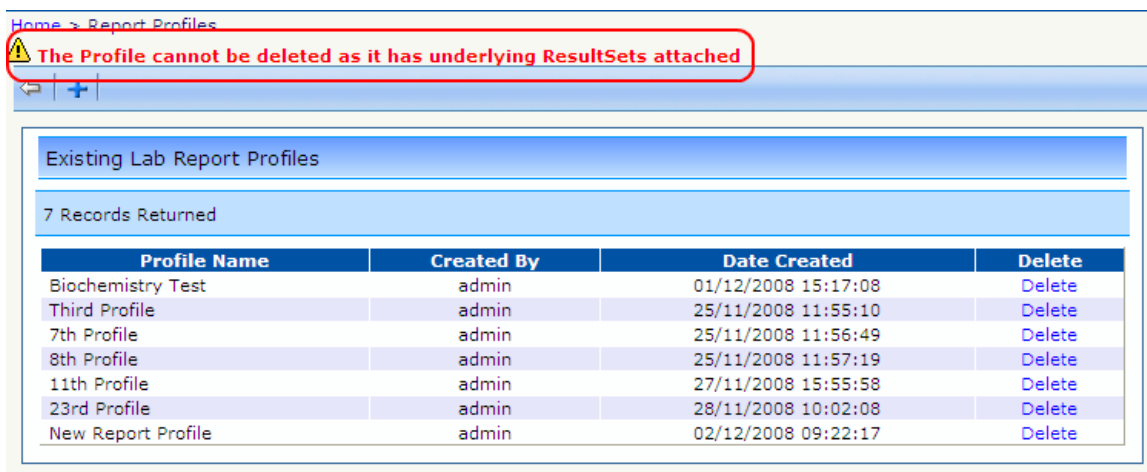 Home > Report Profiles
The Profile cannot be deleted as it has underlying ResultSets attached
Existing Lab Report Profiles
7 Records Returned
Profile Name Created By Date Created Delete
Biochemistry Test admin 01/12/2008 15:17:08 Delete
Third Profile admin 25/11/2008 11:55:10 Delete
7th Profile admin 25/11/2008 11:56:49 Delete
8th Profile admin 25/11/2008 11:57:19 Delete
11th Profile admin 27/11/2008 15:55:58 Delete
23rd Profile admin 28/11/2008 10:02:08 Delete
New Report Profile admin 02/12/2008 09:22:17 Delete